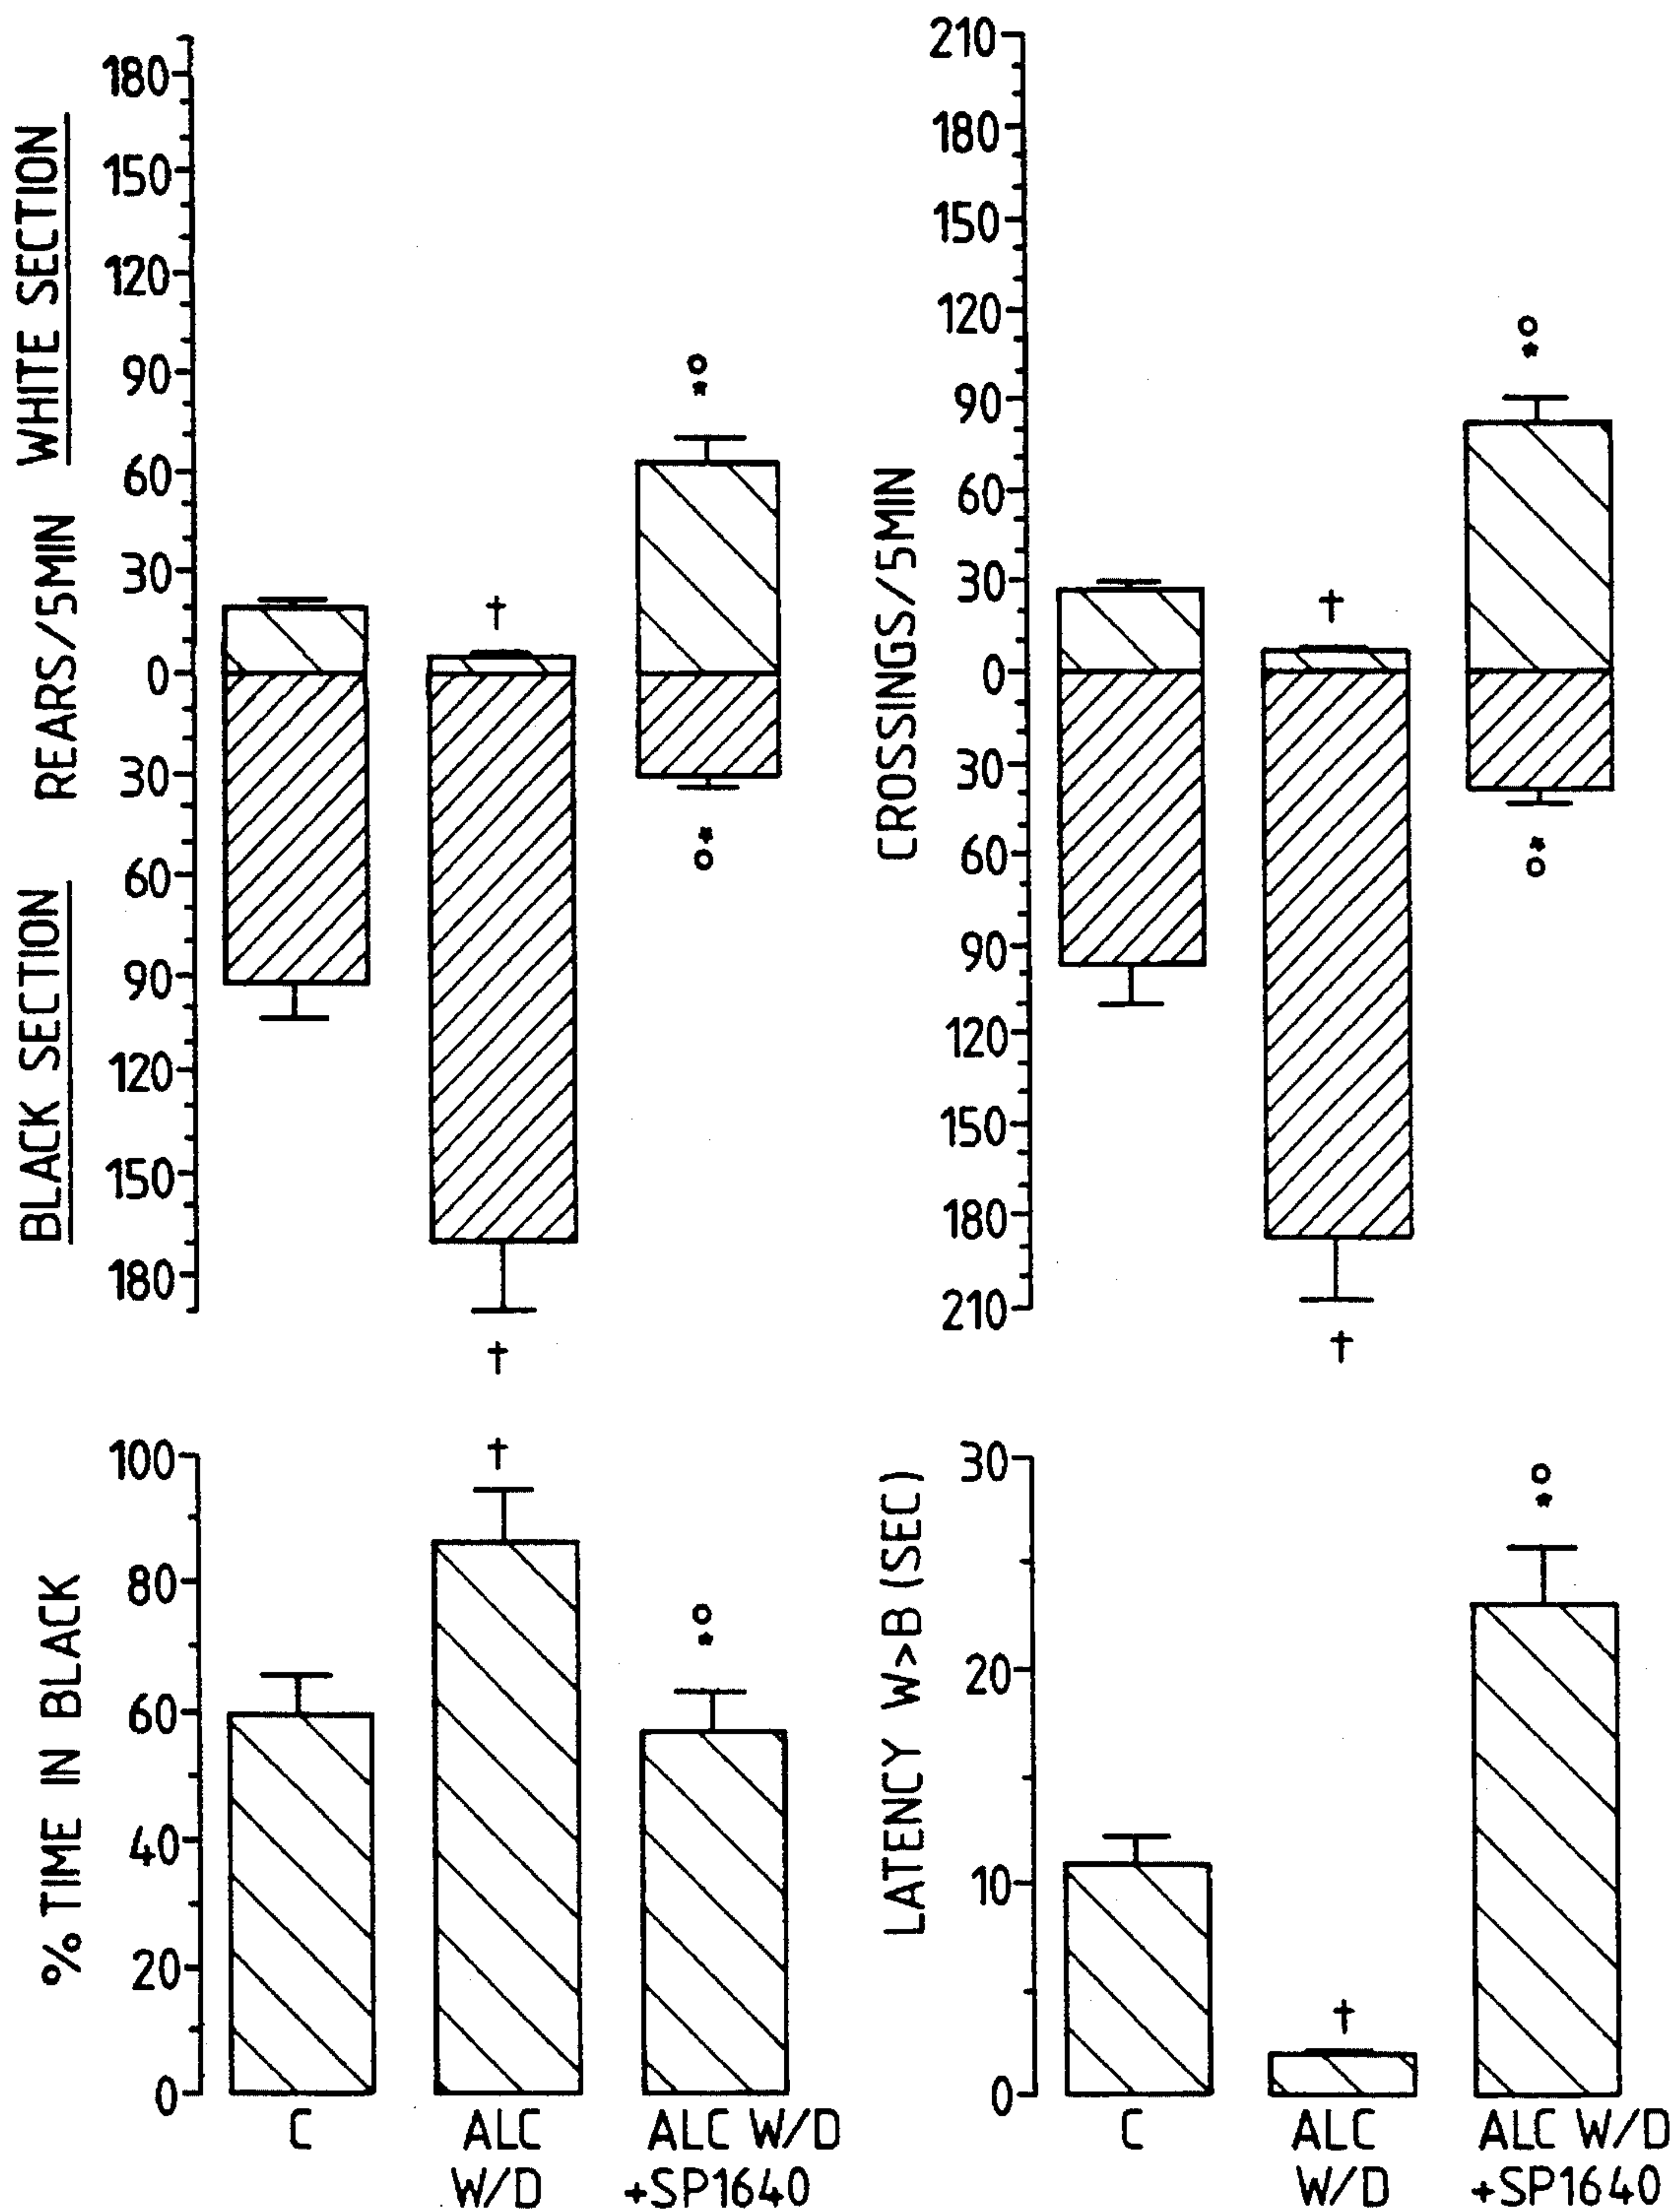 WHITE SECTION
REARS/5MIN
BLACK SECTION
180
150
120
90
60
30
0
30
60
90
120
150
180
†
o
*
*
o
†
CROSSINGS/5MIN
210
180
150
120
90
60
30
0
30
60
90
120
150
180
210
†
o
*
*
o
†
% TIME IN BLACK
100
80
60
40
20
0
†
o
*
C
ALC
W/D
ALC W/D
+SP1640
LATENCY W>B (SEC)
30
20
10
0
†
o
*
C
ALC
W/D
ALC W/D
+SP1640